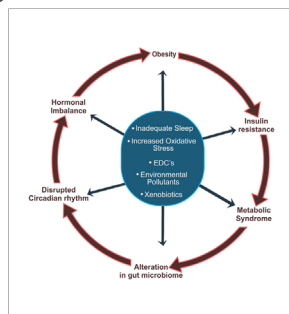 Obesity
Hormonal
Imbalance
Insulin
resistance
• Inadequate Sleep
• Increased Oxidative
Stress
• EDC's
• Environmental
Pollutants
• Xenobiotics
Disrupted
Circadian rhythm
Metabolic
Syndrome
Alteration
in gut microbiome